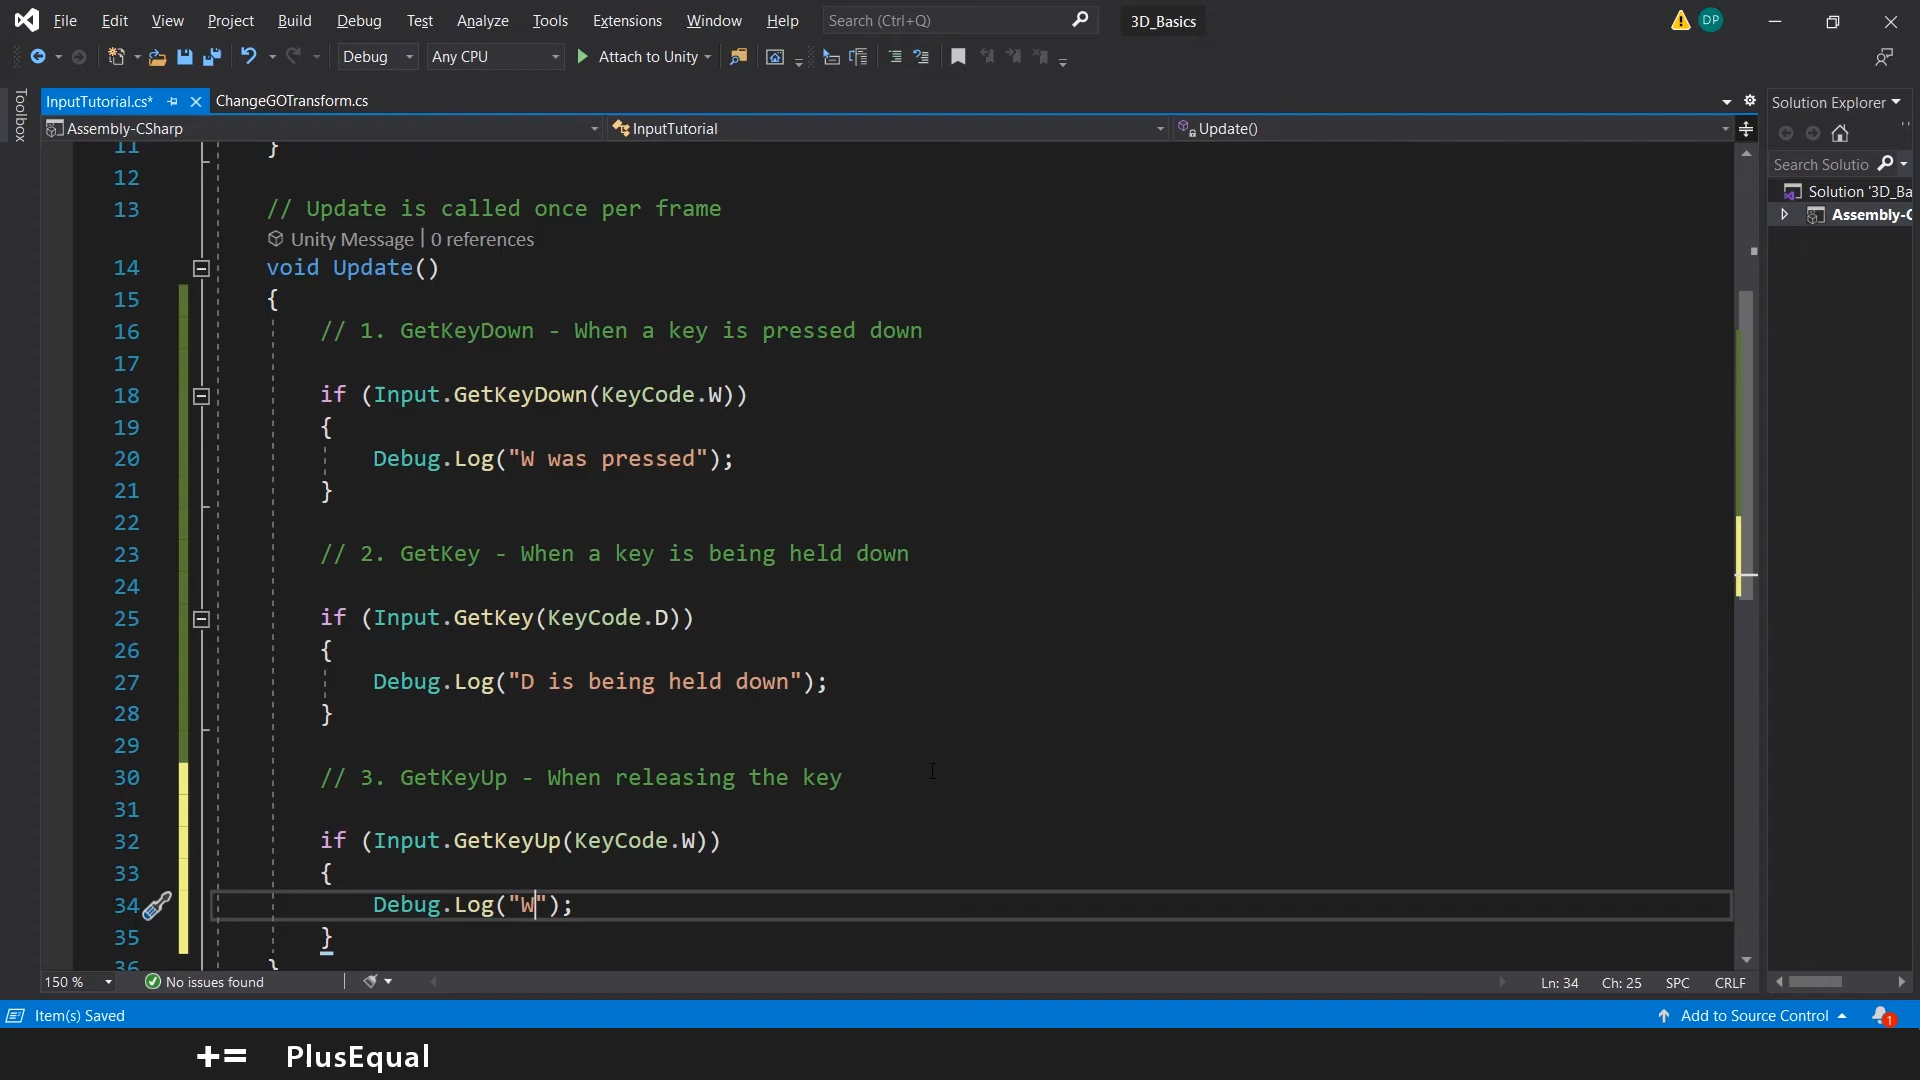 File Edit View Project Build Debug Test Analyze Tools Extensions Window Help Search (Ctrl+Q) 3D_Basics DP
Debug Any CPU Attach to Unity
Toolbox
InputTutorial.cs* ChangeGOTransform.cs
Solution Explorer
Assembly-CSharp InputTutorial Update()
Search Solutio
Solution '3D_Ba
Assembly-C
11 }
12
13 // Update is called once per frame
Unity Message | 0 references
14 void Update()
15 {
16 // 1. GetKeyDown - When a key is pressed down
17
18 if (Input.GetKeyDown(KeyCode.W))
19 {
20 Debug.Log("W was pressed");
21 }
22
23 // 2. GetKey - When a key is being held down
24
25 if (Input.GetKey(KeyCode.D))
26 {
27 Debug.Log("D is being held down");
28 }
29
30 // 3. GetKeyUp - When releasing the key
31
32 if (Input.GetKeyUp(KeyCode.W))
33 {
34 Debug.Log("W");
35 }
36 }
150 % No issues found Ln: 34 Ch: 25 SPC CRLF
Item(s) Saved Add to Source Control 1
+= PlusEqual